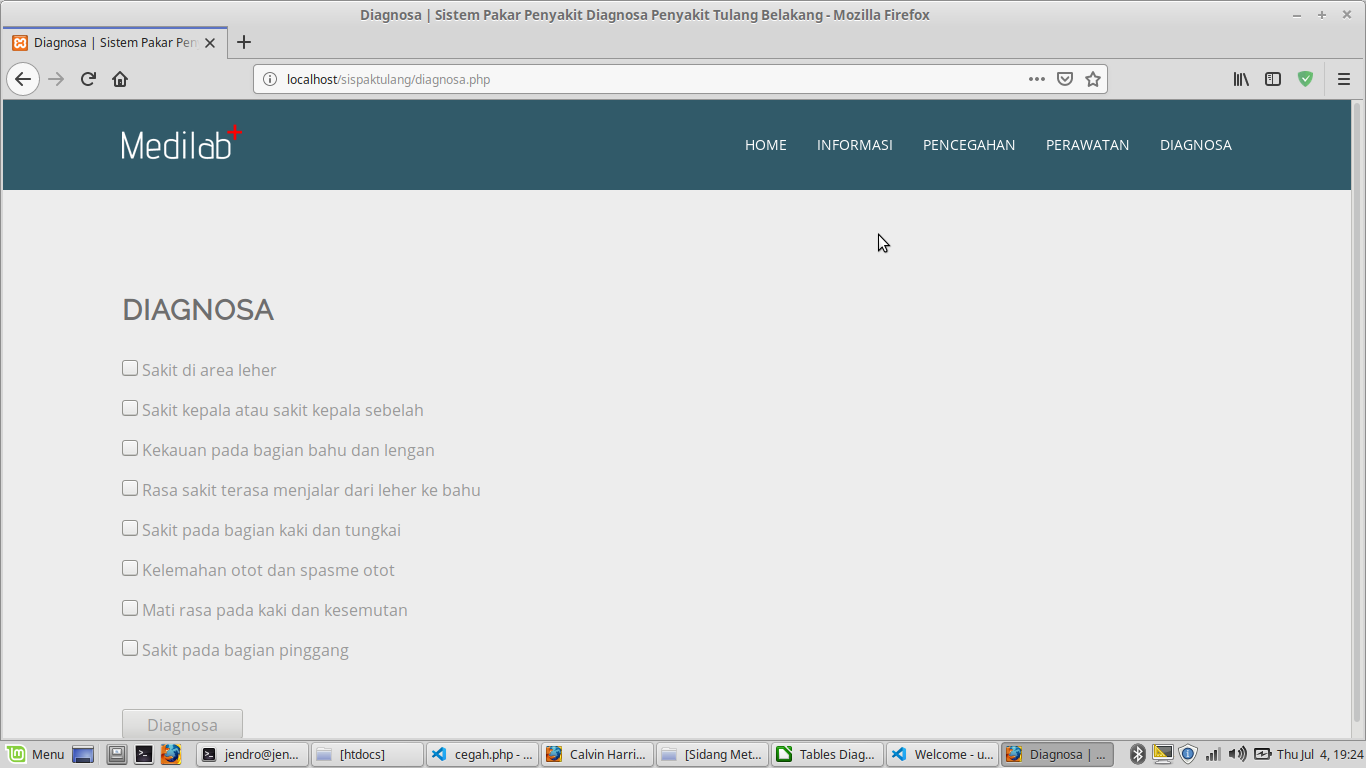 Diagnosa | Sistem Pakar Penyakit Diagnosa Penyakit Tulang Belakang - Mozilla Firefox
Diagnosa | Sistem Pakar Pen
localhost/sispaktulang/diagnosa.php
Medilab+
HOME INFORMASI PENCEGAHAN PERAWATAN DIAGNOSA
DIAGNOSA
Sakit di area leher
Sakit kepala atau sakit kepala sebelah
Kekauan pada bagian bahu dan lengan
Rasa sakit terasa menjalar dari leher ke bahu
Sakit pada bagian kaki dan tungkai
Kelemahan otot dan spasme otot
Mati rasa pada kaki dan kesemutan
Sakit pada bagian pinggang
Diagnosa
Menu jendro@jen... [htdocs] cegah.php - ... Calvin Harri... [Sidang Met... Tables Diag... Welcome - u... Diagnosa | ... Thu Jul 4, 19:24